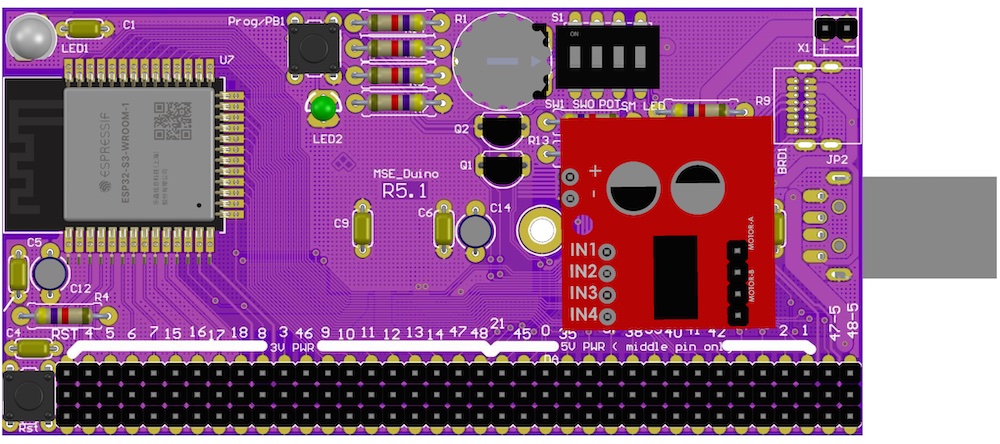 Prog/PB1
R1
S1
C1
LED1
ON
X1 + −
U7
ESPRESSIF
ESP32-S3-WROOM-1
LED2
SW1 SW0 POT SM LED
R9
Q2
R13
Q1
BRD1
JP2
MSE_Duino
R5.1
+
-
C9
C6
C14
MOTOR-A
IN1
IN2
IN3
IN4
MOTOR-B
C5
C12
R4
C4
RST 4 5 6 7 15 16 17 18 8 3 46 9 10 11 12 13 14 47 48 21 45 0 35 38 40 41 42 2 1 47-5 48-5
3V PWR
5V PWR ( middle pin onl
Rst